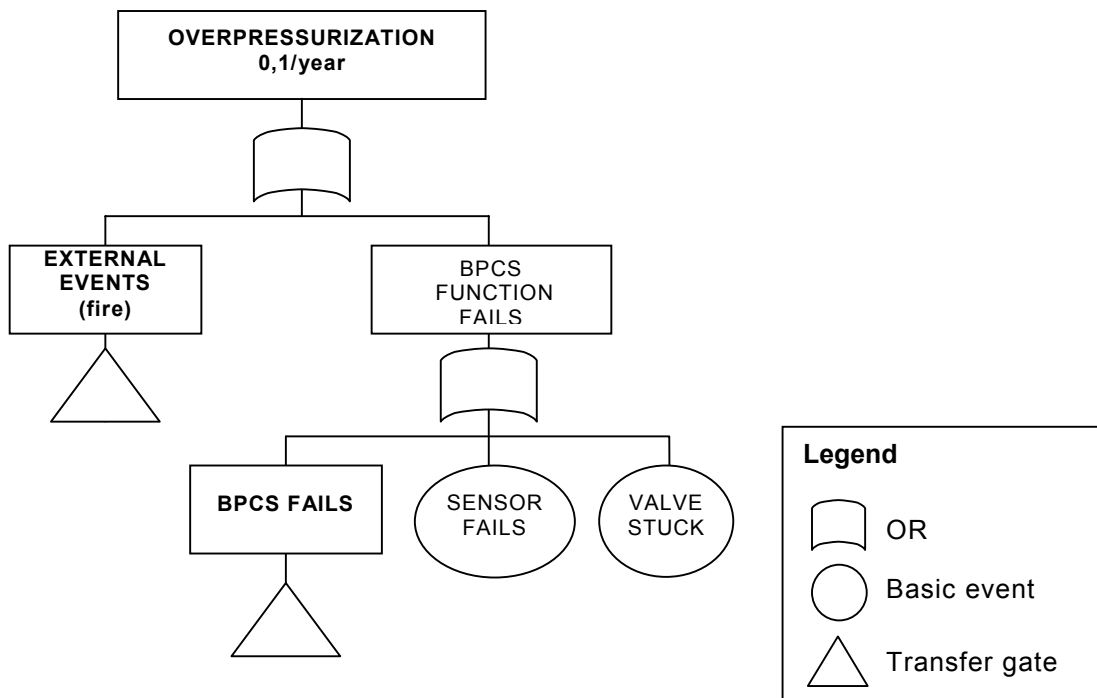 OVERPRESSURIZATION
0,1/year
EXTERNAL
EVENTS
(fire)
BPCS
FUNCTION
FAILS
BPCS FAILS
SENSOR
FAILS
VALVE
STUCK
Legend
OR
Basic event
Transfer gate